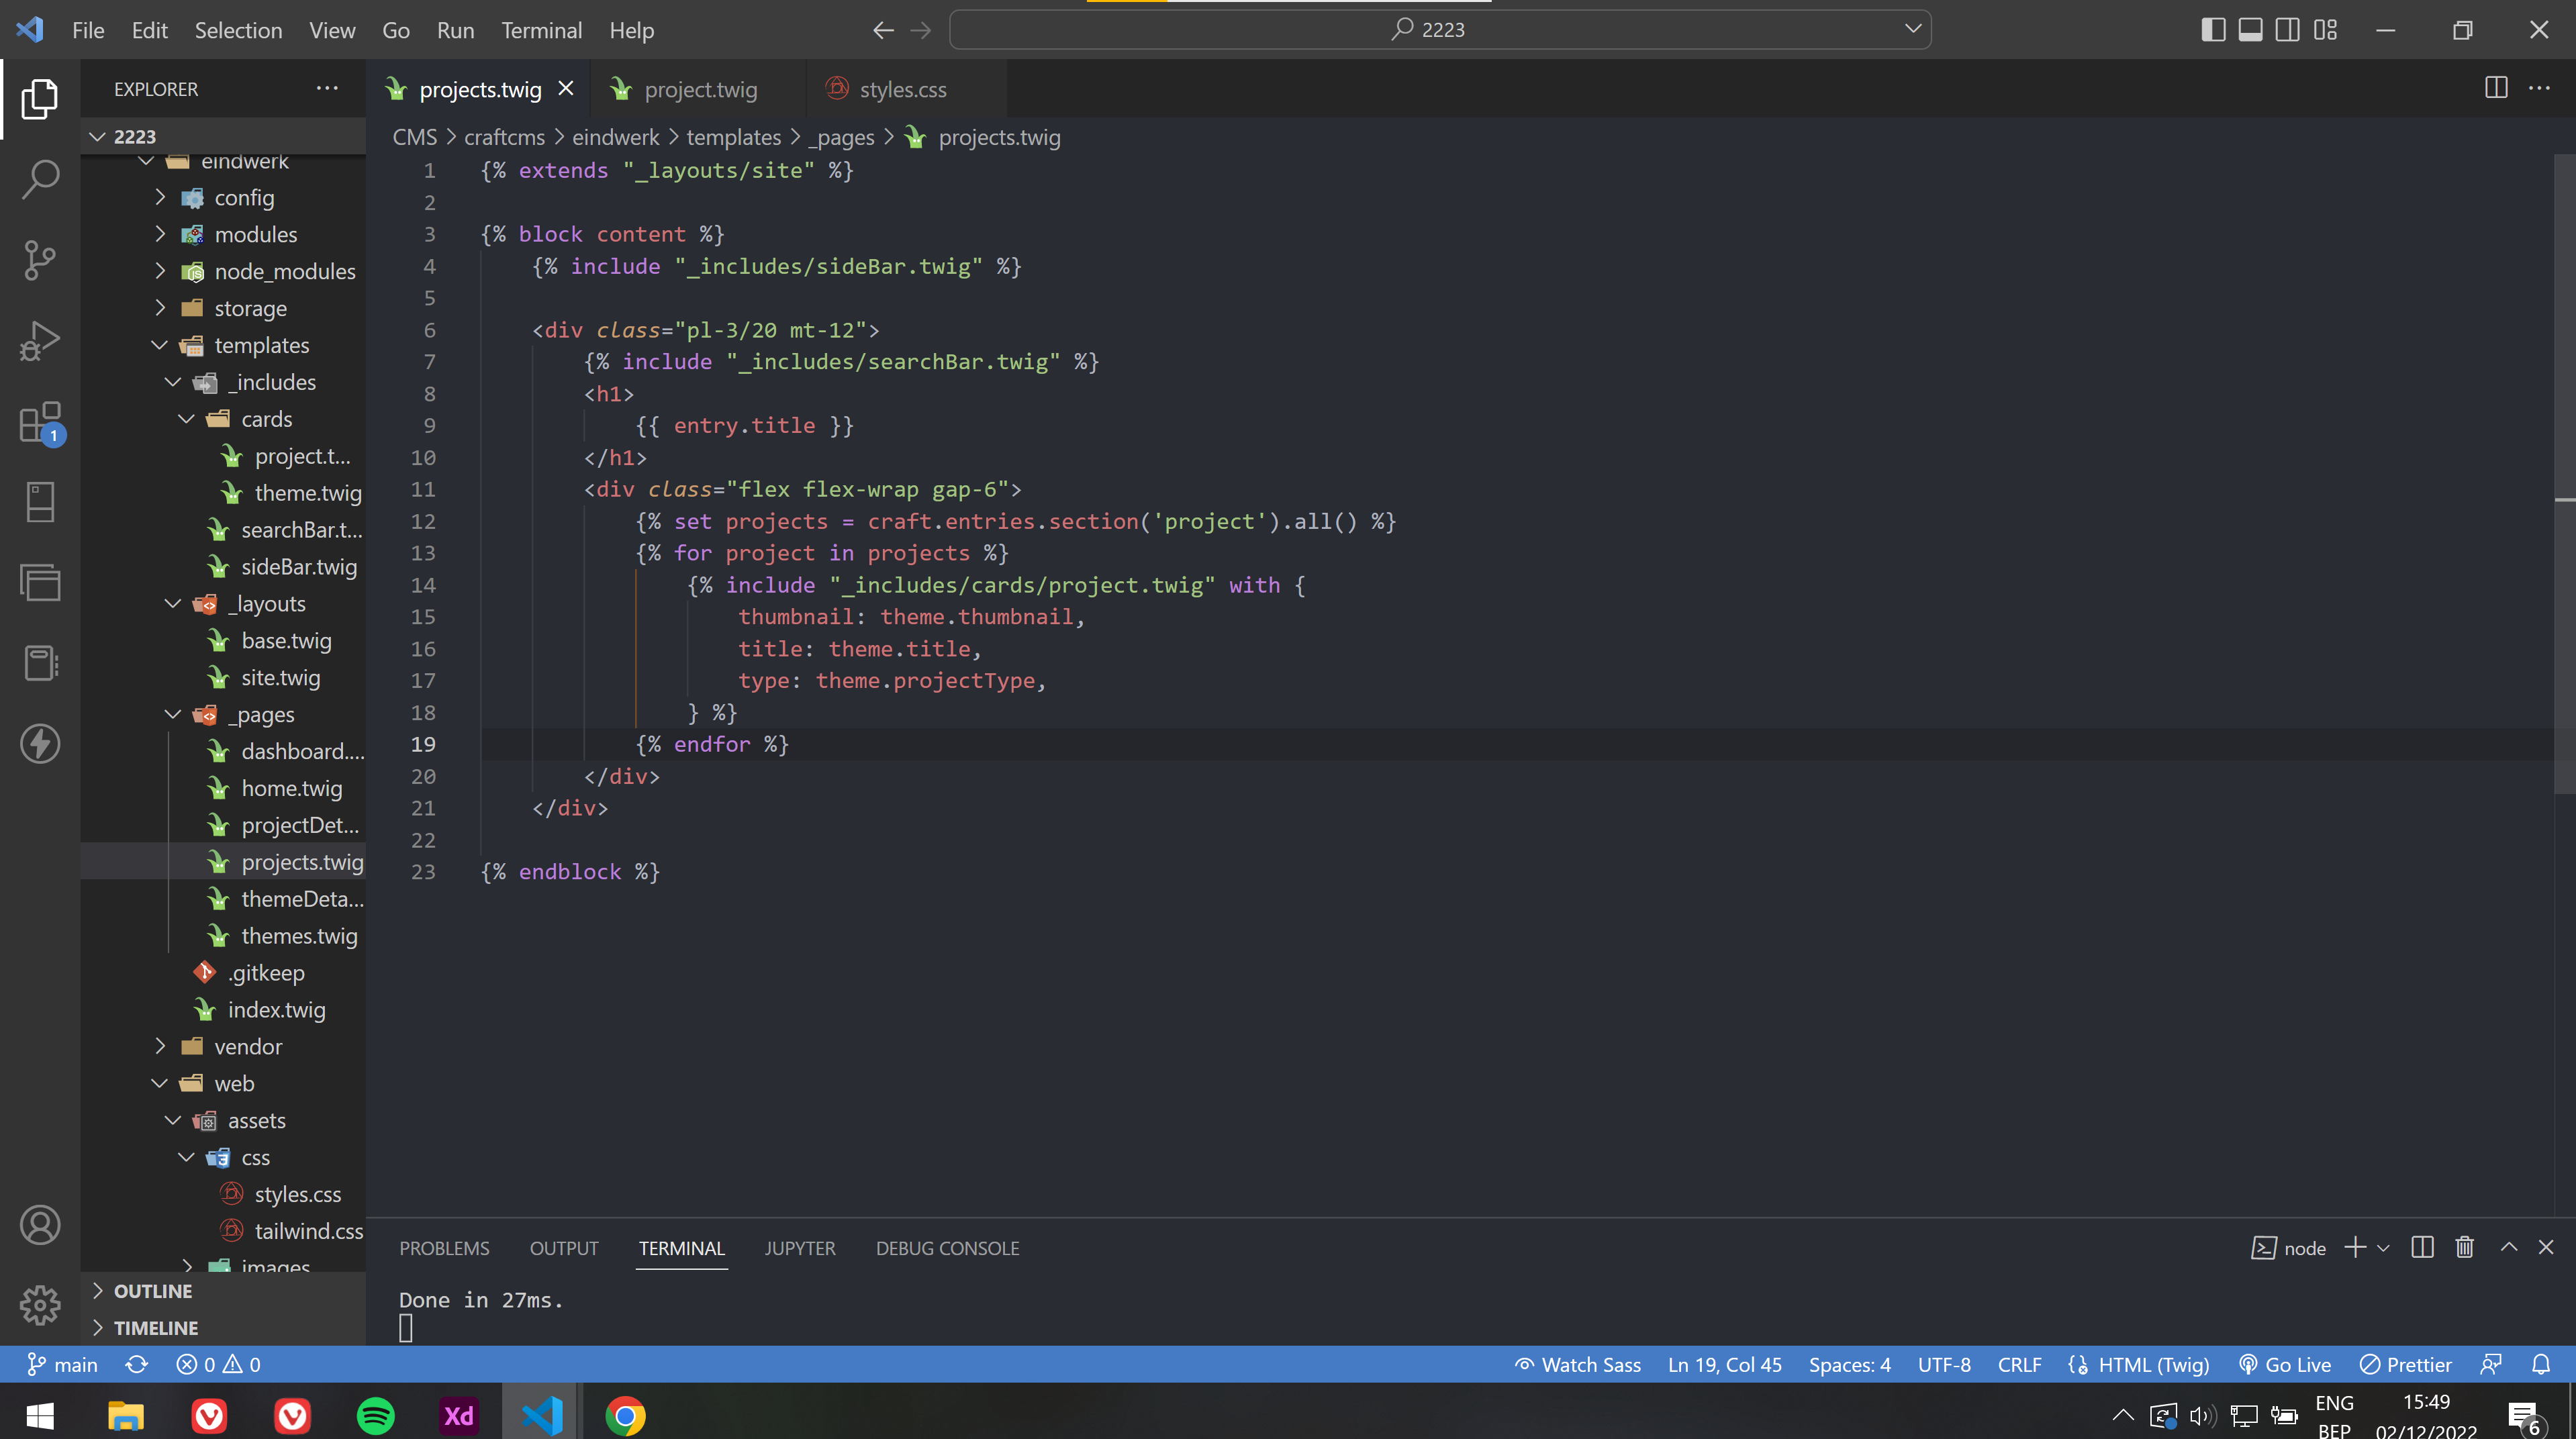 File Edit Selection View Go Run Terminal Help 2223
EXPLORER
2223
eindwerk
config
modules
node_modules
storage
templates
_includes
cards
project.t...
theme.twig
searchBar.t...
sideBar.twig
_layouts
base.twig
site.twig
_pages
dashboard....
home.twig
projectDet...
projects.twig
themeDeta...
themes.twig
.gitkeep
index.twig
vendor
web
assets
css
styles.css
tailwind.css
images
OUTLINE
TIMELINE
1
projects.twig project.twig styles.css
CMS > craftcms > eindwerk > templates > _pages > projects.twig
1 {% extends "_layouts/site" %}
2
3 {% block content %}
4 {% include "_includes/sideBar.twig" %}
5
6 <div class="pl-3/20 mt-12">
7 {% include "_includes/searchBar.twig" %}
8 <h1>
9 {{ entry.title }}
10 </h1>
11 <div class="flex flex-wrap gap-6">
12 {% set projects = craft.entries.section('project').all() %}
13 {% for project in projects %}
14 {% include "_includes/cards/project.twig" with {
15 thumbnail: theme.thumbnail,
16 title: theme.title,
17 type: theme.projectType,
18 } %}
19 {% endfor %}
20 </div>
21 </div>
22
23 {% endblock %}
PROBLEMS OUTPUT TERMINAL JUPYTER DEBUG CONSOLE node
Done in 27ms.
main 0 0 Watch Sass Ln 19, Col 45 Spaces: 4 UTF-8 CRLF HTML (Twig) Go Live Prettier
Xd
ENG
BEP
15:49
02/12/2022
6